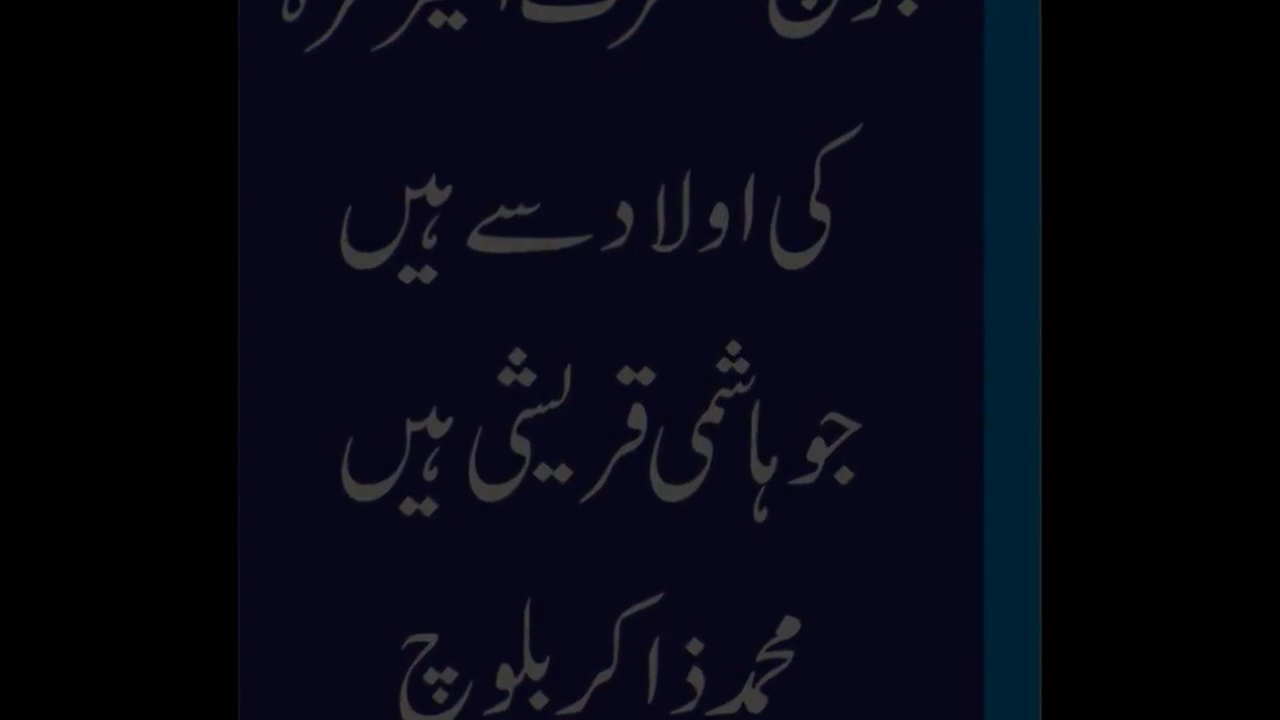 کی اولاد سے ہیں
جو ہاشمی قریشی ہیں
محمد ذاکر بلوچ